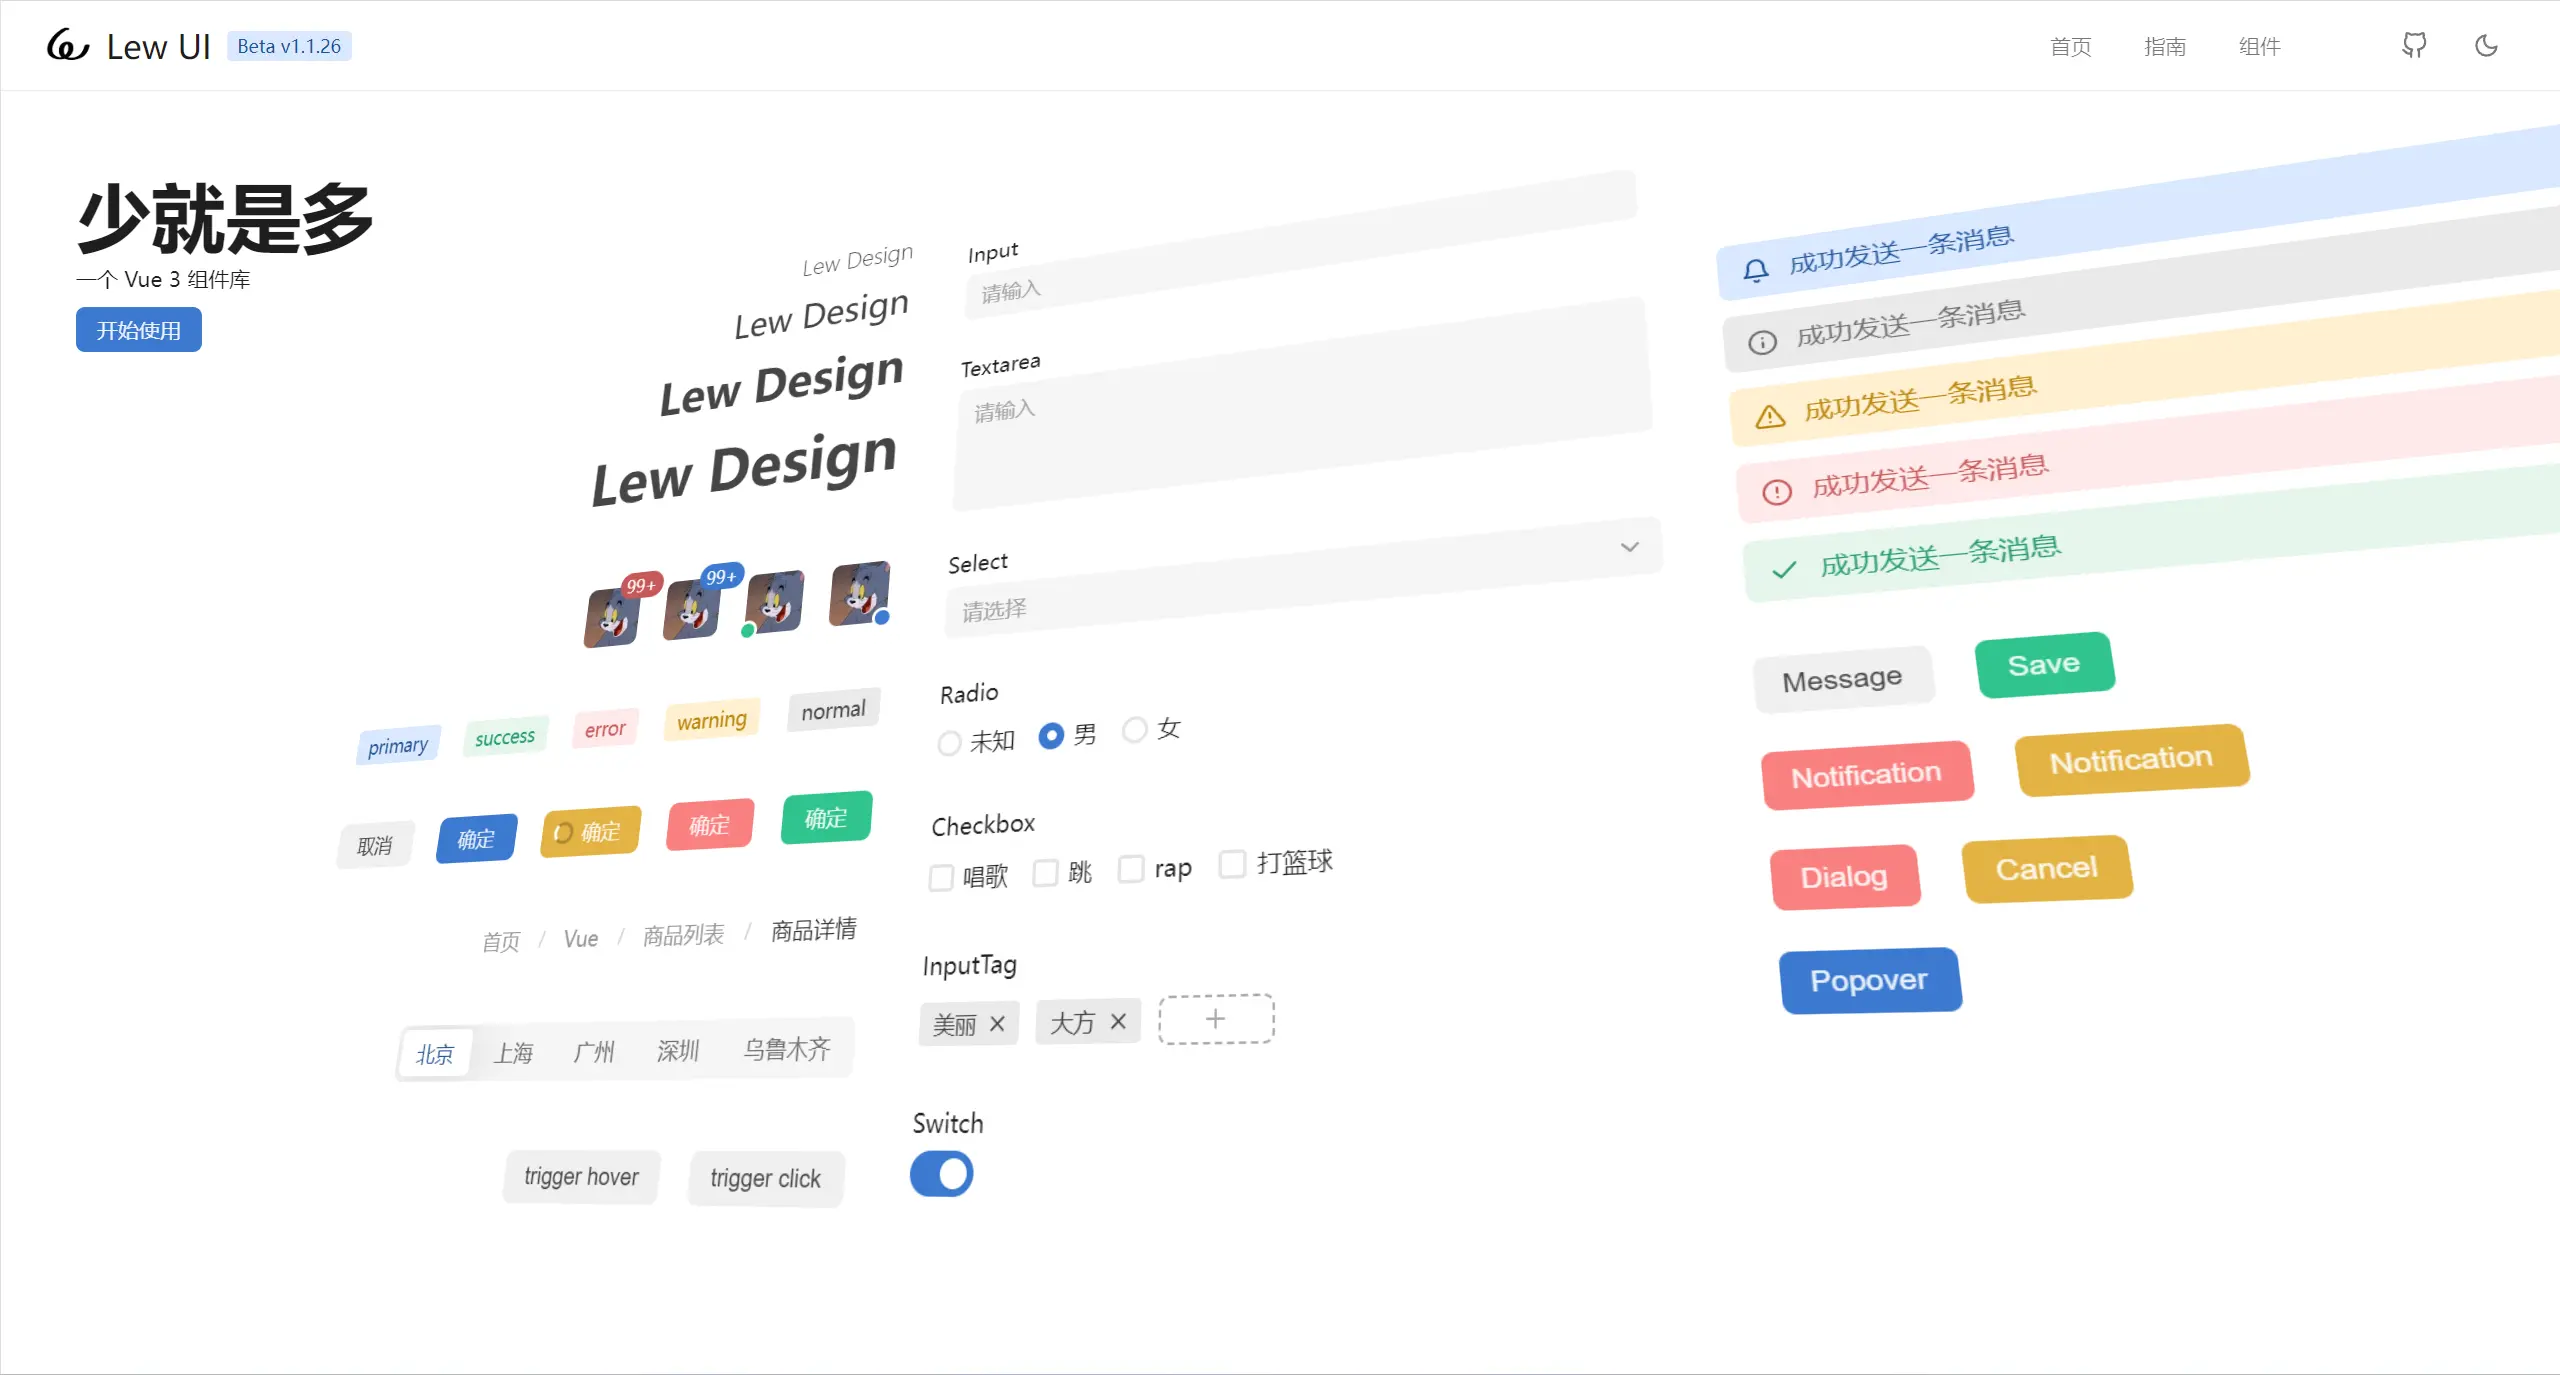 Lew UI Beta v1.1.26 首页 指南 组件
少就是多
一个 Vue 3 组件库
开始使用
Lew Design
Lew Design
Lew Design
Lew Design
99+ 99+
primary success error warning normal
取消 确定 确定 确定 确定
首页 / Vue / 商品列表 / 商品详情
北京 上海 广州 深圳 乌鲁木齐
trigger hover trigger click
Input
请输入
Textarea
请输入
Select
请选择
Radio
未知 男 女
Checkbox
唱歌 跳 rap 打篮球
InputTag
美丽 大方
Switch
成功发送一条消息
成功发送一条消息
成功发送一条消息
成功发送一条消息
成功发送一条消息
Message Save
Notification Notification
Dialog Cancel
Popover